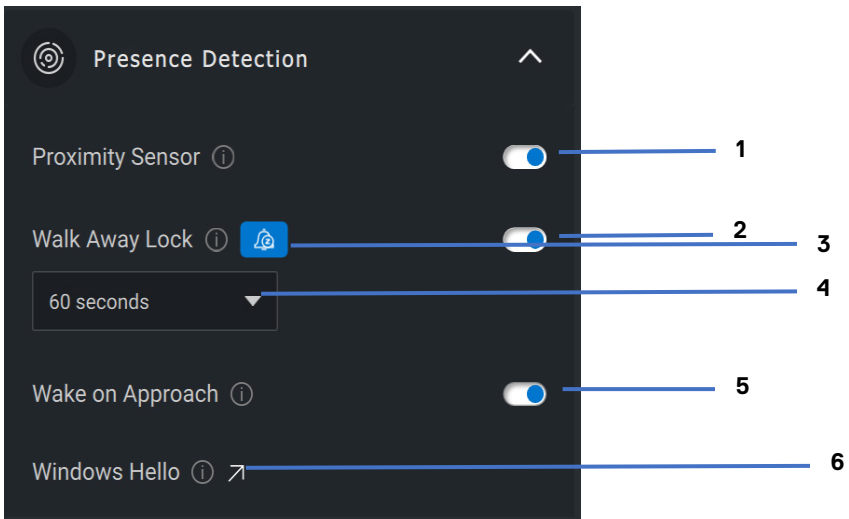 Presence Detection
Proximity Sensor
1
Walk Away Lock
2
3
60 seconds
4
Wake on Approach
5
Windows Hello
6